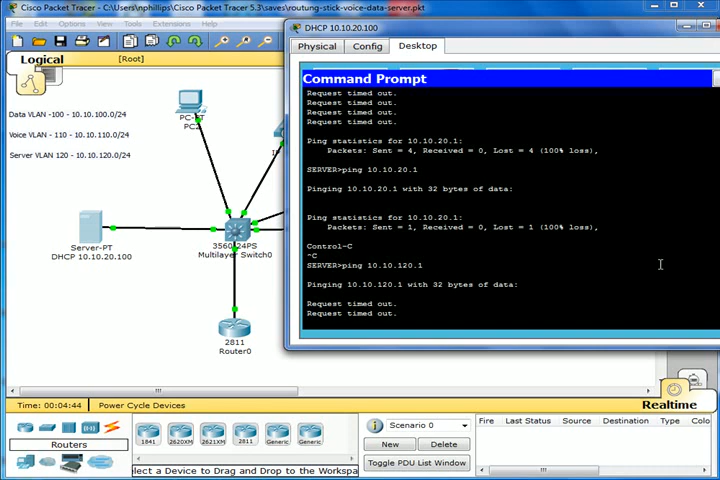 Cisco Packet Tracer - C:\Users\nphillips\Cisco Packet Tracer 5.3\saves\routung-stick-voice-data-server.pkt
File Edit Options View Tools Extensions Help
Logical
[Root]
Data VLAN -100 - 10.10.100.0/24
Voice VLAN - 110 - 10.10.110.0/24
Server VLAN 120 - 10.10.120.0/24
PC-PT
PC2
Server-PT
DHCP 10.10.20.100
3560-24PS
Multilayer Switch0
2811
Router0
DHCP 10.10.20.100
Physical Config Desktop
Command Prompt
Request timed out.
Request timed out.
Request timed out.
Request timed out.
Ping statistics for 10.10.20.1:
Packets: Sent = 4, Received = 0, Lost = 4 (100% loss),
SERVER>ping 10.10.20.1
Pinging 10.10.20.1 with 32 bytes of data:
Ping statistics for 10.10.20.1:
Packets: Sent = 1, Received = 0, Lost = 1 (100% loss),
Control-C
^C
SERVER>ping 10.10.120.1
Pinging 10.10.120.1 with 32 bytes of data:
Request timed out.
Request timed out.
Time: 00:04:44 Power Cycle Devices
Realtime
Routers
1841 2620XM 2621XM 2811 Generic Generic
elect a Device to Drag and Drop to the Workspa
Scenario 0
New Delete
Toggle PDU List Window
Fire Last Status Source Destination Type Colo